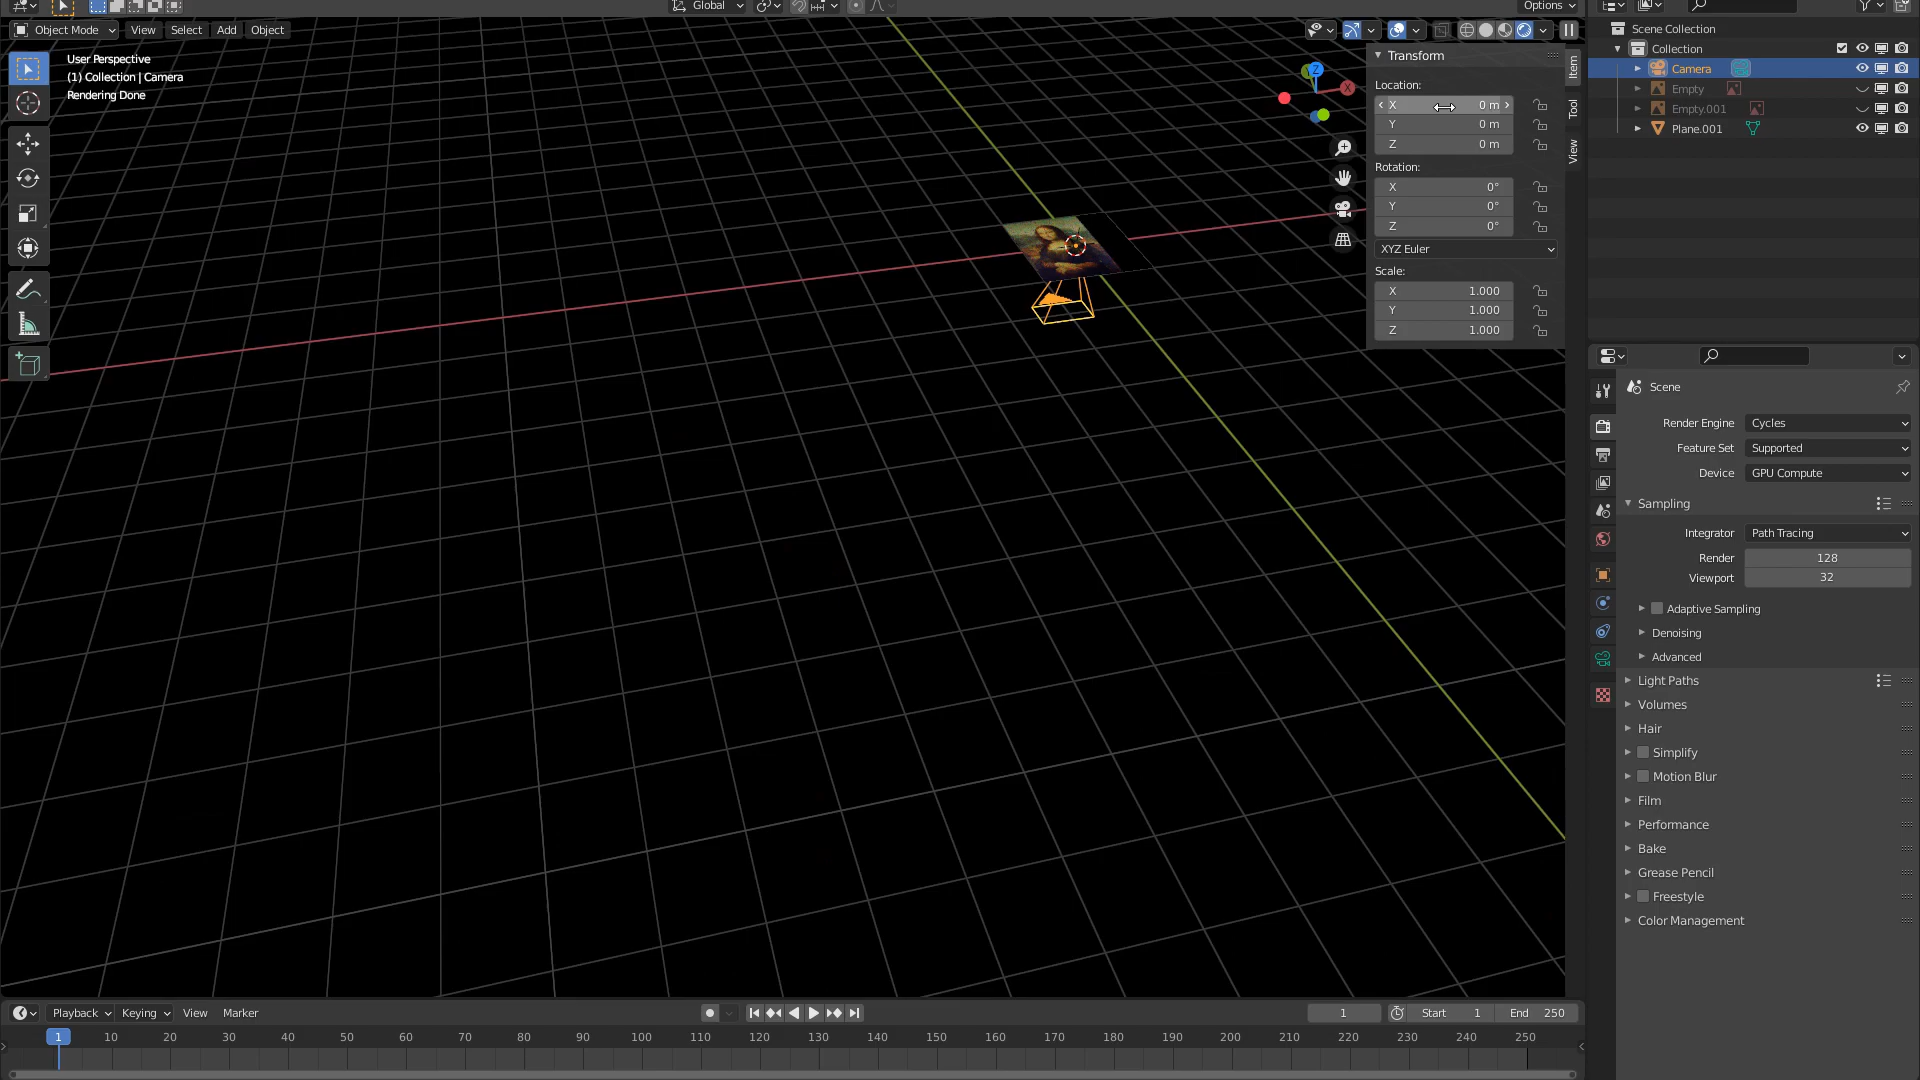 Global
Options
Object Mode
View
Select
Add
Object
User Perspective
(1) Collection | Camera
Rendering Done
Z
X
Transform
Location:
X 0 m
Y 0 m
Z 0 m
Rotation:
X 0°
Y 0°
Z 0°
XYZ Euler
Scale:
X 1.000
Y 1.000
Z 1.000
Item
Tool
View
Scene Collection
Collection
Camera
Empty
Empty.001
Plane.001
Scene
Render Engine Cycles
Feature Set Supported
Device GPU Compute
Sampling
Integrator Path Tracing
Render 128
Viewport 32
Adaptive Sampling
Denoising
Advanced
Light Paths
Volumes
Hair
Simplify
Motion Blur
Film
Performance
Bake
Grease Pencil
Freestyle
Color Management
Playback
Keying
View
Marker
1
Start 1
End 250
1 10 20 30 40 50 60 70 80 90 100 110 120 130 140 150 160 170 180 190 200 210 220 230 240 250